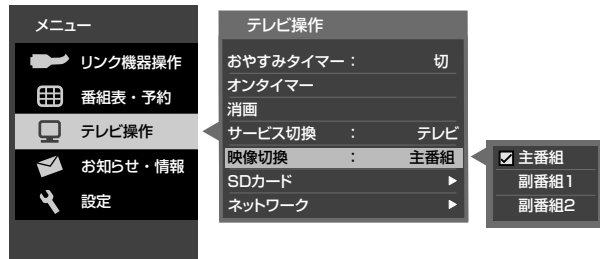 メニュー
リンク機器操作
番組表・予約
テレビ操作
お知らせ・情報
設定
テレビ操作
おやすみタイマー： 切
オンタイマー
消画
サービス切換 ： テレビ
映像切換 ： 主番組
SDカード
ネットワーク
主番組
副番組1
副番組2